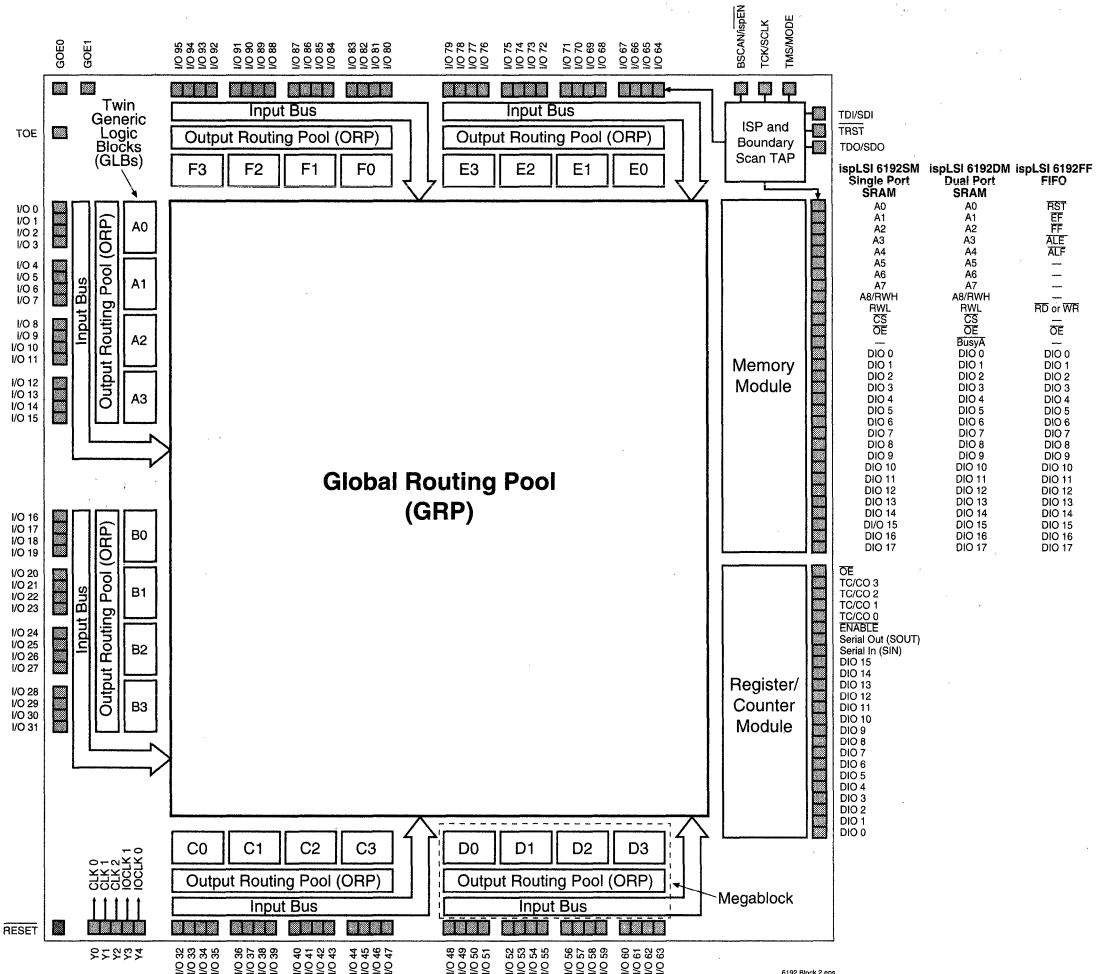 GOE0
GOE1
I/O 95
I/O 94
I/O 93
I/O 92
I/O 91
I/O 90
I/O 89
I/O 88
I/O 87
I/O 86
I/O 85
I/O 84
I/O 83
I/O 82
I/O 81
I/O 80
I/O 79
I/O 78
I/O 77
I/O 76
I/O 75
I/O 74
I/O 73
I/O 72
I/O 71
I/O 70
I/O 69
I/O 68
I/O 67
I/O 66
I/O 65
I/O 64
BSCAN/ispEN
TCK/SCLK
TMS/MODE
TOE
Twin
Generic
Logic
Blocks
(GLBs)
Input Bus
Output Routing Pool (ORP)
F3 F2 F1 F0
Input Bus
Output Routing Pool (ORP)
E3 E2 E1 E0
ISP and
Boundary
Scan TAP
TDI/SDI
TRST
TDO/SDO
ispLSI 6192SM ispLSI 6192DM ispLSI 6192FF
Single Port Dual Port FIFO
SRAM SRAM
A0 A0 RST
A1 A1 EF
A2 A2 FF
A3 A3 ALE
A4 A4 ALF
A5 A5 —
A6 A6 —
A7 A7 —
A8/RWH A8/RWH —
RWL RWL RD or WR
CS CS —
OE OE OE
— BusyA —
DIO 0 DIO 0 DIO 0
DIO 1 DIO 1 DIO 1
DIO 2 DIO 2 DIO 2
DIO 3 DIO 3 DIO 3
DIO 4 DIO 4 DIO 4
DIO 5 DIO 5 DIO 5
DIO 6 DIO 6 DIO 6
DIO 7 DIO 7 DIO 7
DIO 8 DIO 8 DIO 8
DIO 9 DIO 9 DIO 9
DIO 10 DIO 10 DIO 10
DIO 11 DIO 11 DIO 11
DIO 12 DIO 12 DIO 12
DIO 13 DIO 13 DIO 13
DIO 14 DIO 14 DIO 14
DI/O 15 DIO 15 DIO 15
DIO 16 DIO 16 DIO 16
DIO 17 DIO 17 DIO 17
I/O 0
I/O 1
I/O 2
I/O 3
I/O 4
I/O 5
I/O 6
I/O 7
I/O 8
I/O 9
I/O 10
I/O 11
I/O 12
I/O 13
I/O 14
I/O 15
Input Bus
Output Routing Pool (ORP)
A0
A1
A2
A3
Memory
Module
Global Routing Pool
(GRP)
I/O 16
I/O 17
I/O 18
I/O 19
I/O 20
I/O 21
I/O 22
I/O 23
I/O 24
I/O 25
I/O 26
I/O 27
I/O 28
I/O 29
I/O 30
I/O 31
Input Bus
Output Routing Pool (ORP)
B0
B1
B2
B3
Register/
Counter
Module
OE
TC/CO 3
TC/CO 2
TC/CO 1
TC/CO 0
ENABLE
Serial Out (SOUT)
Serial In (SIN)
DIO 15
DIO 14
DIO 13
DIO 12
DIO 11
DIO 10
DIO 9
DIO 8
DIO 7
DIO 6
DIO 5
DIO 4
DIO 3
DIO 2
DIO 1
DIO 0
C0 C1 C2 C3
Output Routing Pool (ORP)
Input Bus
D0 D1 D2 D3
Output Routing Pool (ORP)
Input Bus
Megablock
CLK 0
CLK 1
CLK 2
IOCLK 1
IOCLK 0
RESET
Y0
Y1
Y2
Y3
Y4
I/O 32
I/O 33
I/O 34
I/O 35
I/O 36
I/O 37
I/O 38
I/O 39
I/O 40
I/O 41
I/O 42
I/O 43
I/O 44
I/O 45
I/O 46
I/O 47
I/O 48
I/O 49
I/O 50
I/O 51
I/O 52
I/O 53
I/O 54
I/O 55
I/O 56
I/O 57
I/O 58
I/O 59
I/O 60
I/O 61
I/O 62
I/O 63
6192 Block 2.eps